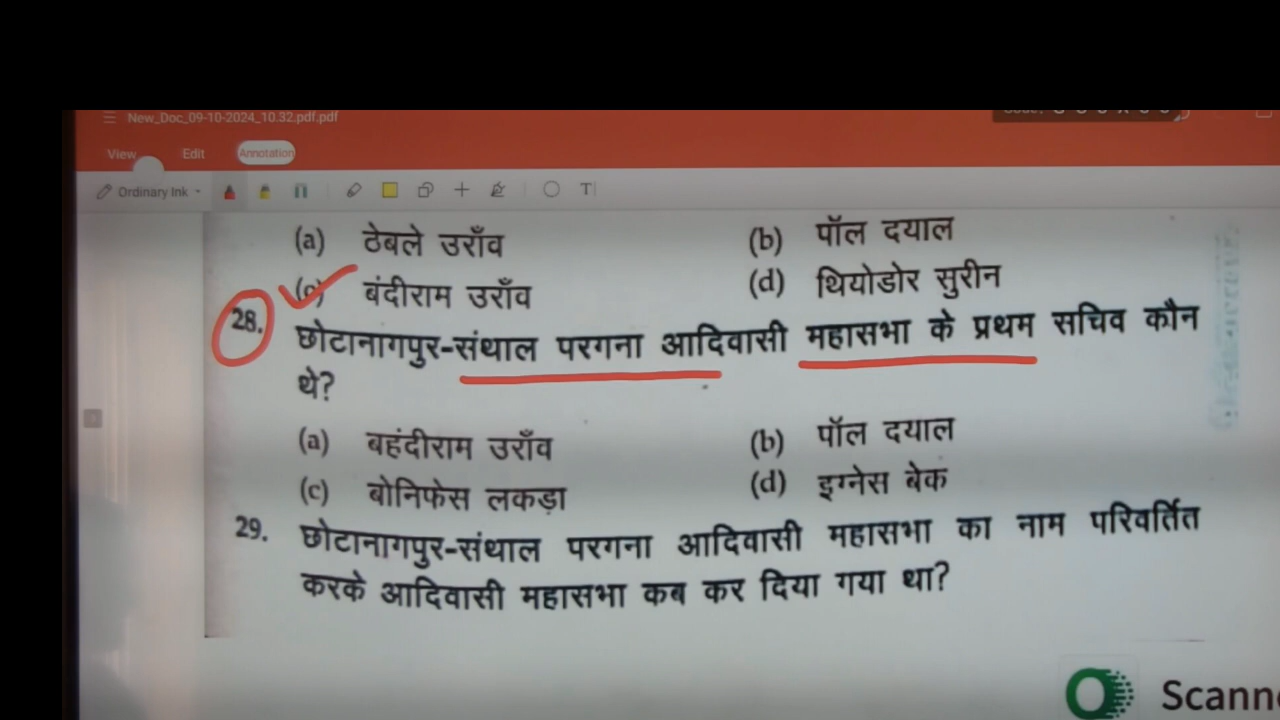 New_Doc_09-10-2024_10.32.pdf.pdf
View Edit Annotation
Ordinary Ink T
(a) ठेबले उराँव (b) पॉल दयाल
(c) बंदीराम उराँव (d) थियोडोर सुरीन
28. छोटानागपुर-संथाल परगना आदिवासी महासभा के प्रथम सचिव कौन
थे?
(a) बहंदीराम उराँव (b) पॉल दयाल
(c) बोनिफेस लकड़ा (d) इग्नेस बेक
29. छोटानागपुर-संथाल परगना आदिवासी महासभा का नाम परिवर्तित
करके आदिवासी महासभा कब कर दिया गया था?